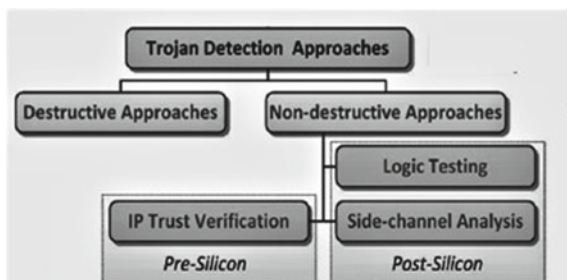 Trojan Detection Approaches
Destructive Approaches
Non-destructive Approaches
Logic Testing
IP Trust Verification
Side-channel Analysis
Pre-Silicon
Post-Silicon